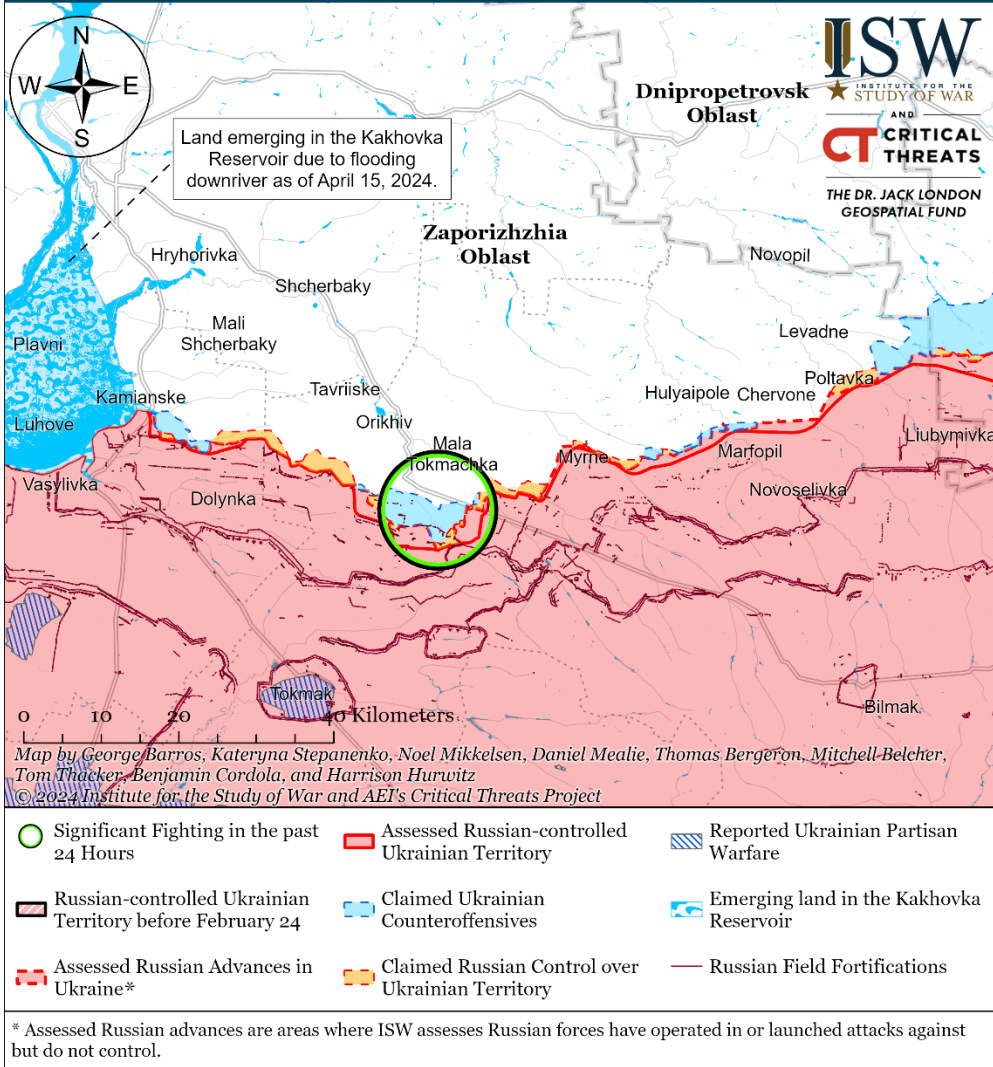 N
W E
S
ISW
INSTITUTE FOR THE
STUDY OF WAR
AND
CT CRITICAL
THREATS
THE DR. JACK LONDON
GEOSPATIAL FUND
Dnipropetrovsk
Oblast
Land emerging in the Kakhovka
Reservoir due to flooding
downriver as of April 15, 2024.
Zaporizhzhia
Oblast
Hryhorivka
Novopil
Shcherbaky
Mali
Shcherbaky
Levadne
Plavni
Tavriiske
Poltavka
Kamianske
Hulyaipole
Chervone
Orikhiv
Luhove
Mala
Tokmachka
Liubymivka
Myrne
Marfopil
Vasylivka
Dolynka
Novoselivka
Tokmak
Bilmak
0 10 20 40 Kilometers
Map by George Barros, Kateryna Stepanenko, Noel Mikkelsen, Daniel Mealie, Thomas Bergeron, Mitchell Belcher,
Tom Thacker, Benjamin Cordola, and Harrison Hurwitz
© 2024 Institute for the Study of War and AEI's Critical Threats Project
Significant Fighting in the past
24 Hours
Assessed Russian-controlled
Ukrainian Territory
Reported Ukrainian Partisan
Warfare
Russian-controlled Ukrainian
Territory before February 24
Claimed Ukrainian
Counteroffensives
Emerging land in the Kakhovka
Reservoir
Assessed Russian Advances in
Ukraine*
Claimed Russian Control over
Ukrainian Territory
Russian Field Fortifications
* Assessed Russian advances are areas where ISW assesses Russian forces have operated in or launched attacks against
but do not control.